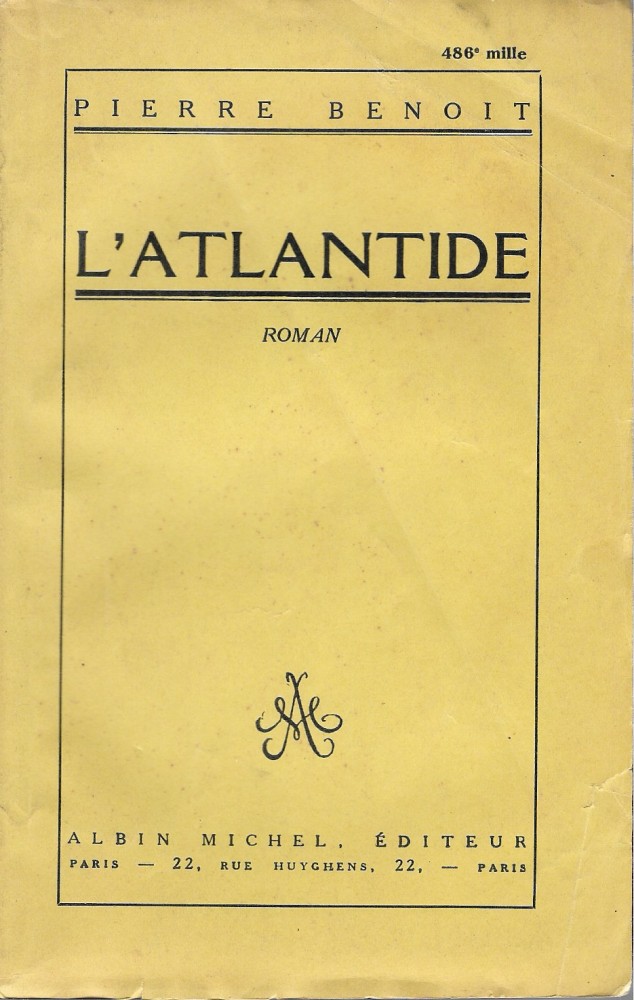 486ᵉ mille
PIERRE BENOIT
L'ATLANTIDE
ROMAN
AM
ALBIN MICHEL, ÉDITEUR
PARIS — 22, RUE HUYGHENS, 22, — PARIS